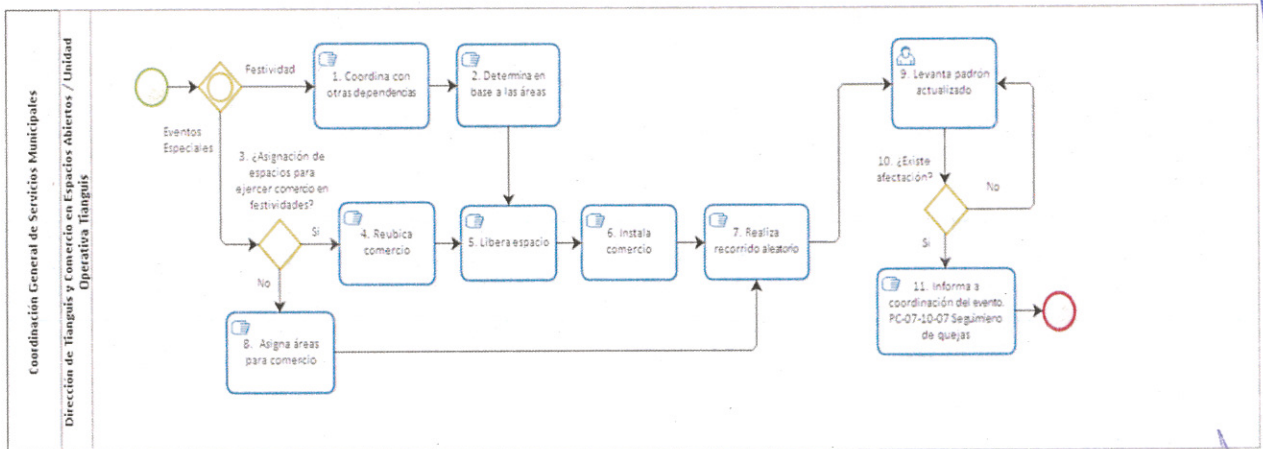 Coordinación General de Servicios Municipales
Dirección de Tianguis y Comercio en Espacios Abiertos / Unidad
Operativa Tianguis
Festividad
1. Coordina con
otras dependencias
2. Determina en
base a las áreas
Eventos
Especiales
3. ¿Asignación de
espacios para
ejercer comercio en
festividades?
Si
4. Reubica
comercio
5. Libera espacio
6. Instala
comercio
7. Realiza
recorrido aleatorio
No
8. Asigna áreas
para comercio
9. Levanta padrón
actualizado
10. ¿Existe
afectación?
No
Si
11. Informa a
coordinación del evento.
PC-07-10-07 Seguimieno
de quejas